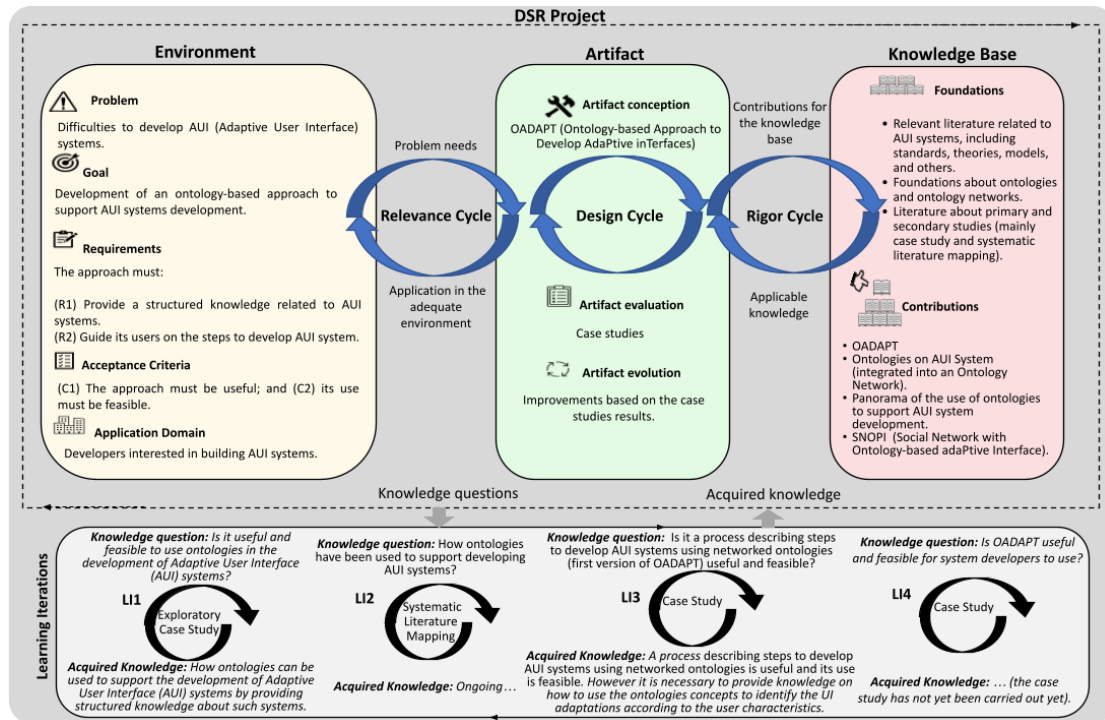 DSR Project
Environment
Problem
Difficulties to develop AUI (Adaptive User Interface)
systems.
Goal
Development of an ontology-based approach to
support AUI systems development.
Requirements
The approach must:
(R1) Provide a structured knowledge related to AUI
systems.
(R2) Guide its users on the steps to develop AUI system.
Acceptance Criteria
(C1) The approach must be useful; and (C2) its use
must be feasible.
Application Domain
Developers interested in building AUI systems.
Problem needs
Relevance Cycle
Application in the
adequate
environment
Artifact
Artifact conception
OADAPT (Ontology-based Approach to
Develop AdaPtive inTerfaces)
Design Cycle
Artifact evaluation
Case studies
Artifact evolution
Improvements based on the case
studies results.
Contributions for
the knowledge
base
Rigor Cycle
Applicable
knowledge
Knowledge Base
Foundations
• Relevant literature related to
AUI systems, including
standards, theories, models,
and others.
• Foundations about ontologies
and ontology networks.
• Literature about primary and
secondary studies (mainly
case study and systematic
literature mapping).
Contributions
• OADAPT
• Ontologies on AUI System
(integrated into an Ontology
Network).
• Panorama of the use of ontologies
to support AUI system
development.
• SNOPI (Social Network with
Ontology-based adaPtive Interface).
Knowledge questions
Acquired knowledge
Learning Iterations
Knowledge question: Is it useful and
feasible to use ontologies in the
development of Adaptive User Interface
(AUI) systems?
LI1
Exploratory
Case Study
Acquired Knowledge: How ontologies can be
used to support the development of Adaptive
User Interface (AUI) systems by providing
structured knowledge about such systems.
Knowledge question: How ontologies
have been used to support developing
AUI systems?
LI2
Systematic
Literature
Mapping
Acquired Knowledge: Ongoing…
Knowledge question: Is it a process describing steps
to develop AUI systems using networked ontologies
(first version of OADAPT) useful and feasible?
LI3
Case Study
Acquired Knowledge: A process describing steps to develop
AUI systems using networked ontologies is useful and its use
is feasible. However it is necessary to provide knowledge on
how to use the ontologies concepts to identify the UI
adaptations according to the user characteristics.
Knowledge question: Is OADAPT useful
and feasible for system developers to use?
LI4
Case Study
Acquired Knowledge: … (the case
study has not yet been carried out yet).